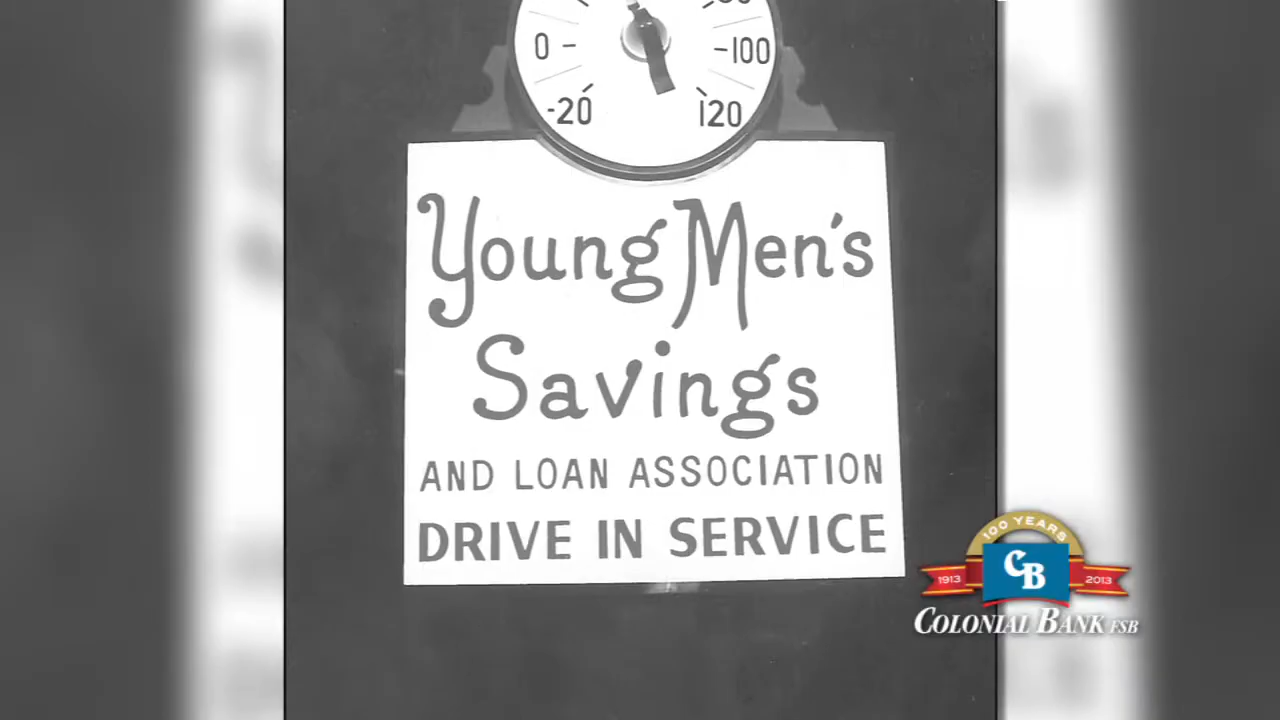 0 -100
-20 120
Young Men's
Savings
AND LOAN ASSOCIATION
DRIVE IN SERVICE
100 YEARS
1913 CB 2013
COLONIAL BANK FSB